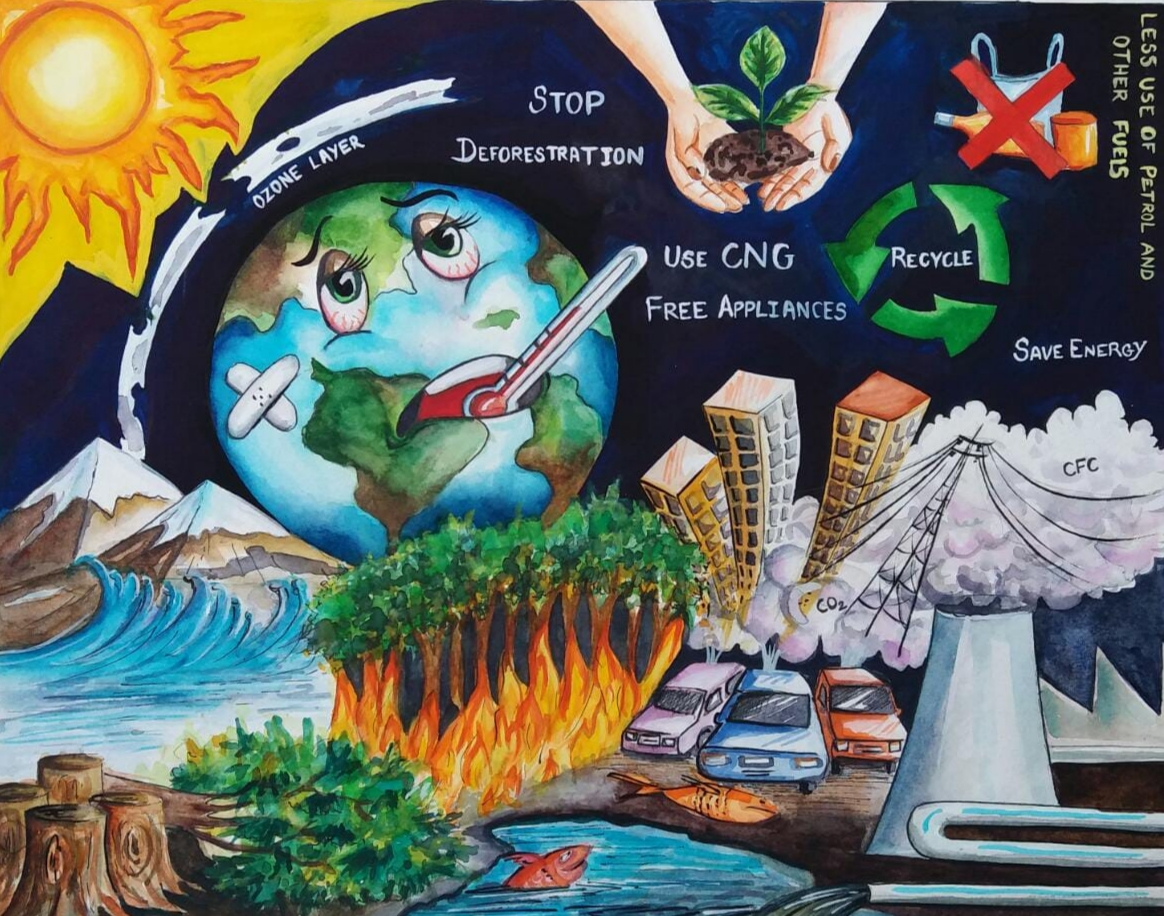 STOP
DEFORESTRATION
OZONE LAYER
USE CNG
FREE APPLIANCES
RECYCLE
LESS USE OF PETROL AND
OTHER FUELS
SAVE ENERGY
CFC
CO2